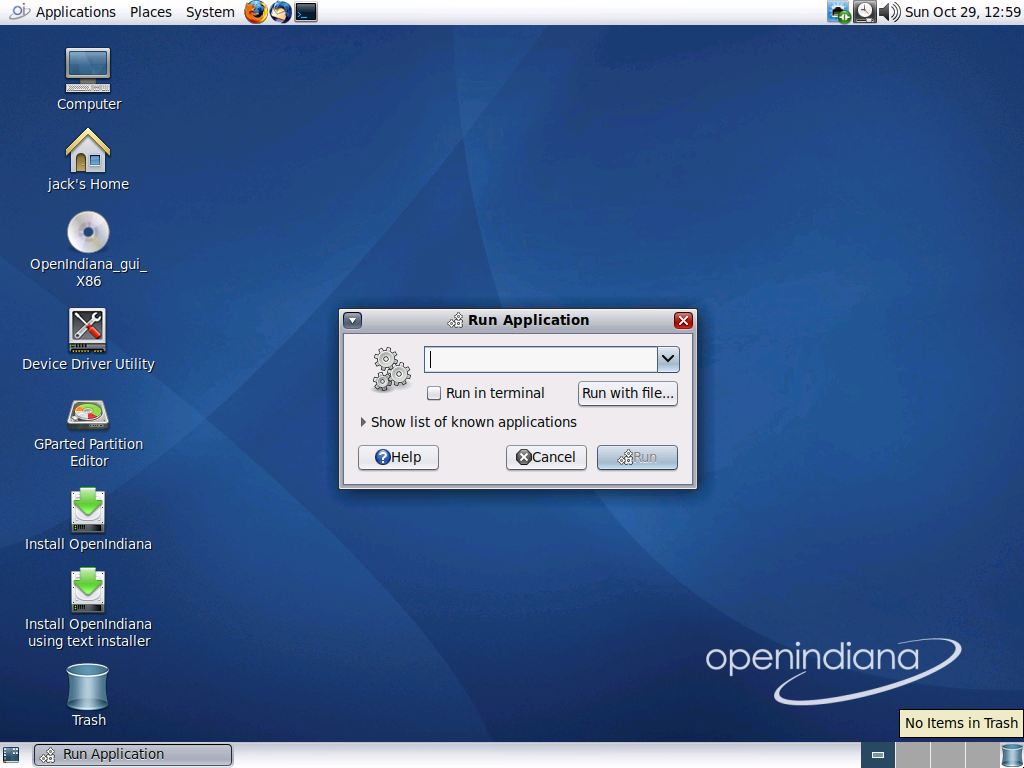 Applications Places System Sun Oct 29, 12:59
Computer
jack's Home
OpenIndiana_gui_
X86
Device Driver Utility
GParted Partition
Editor
Install OpenIndiana
Install OpenIndiana
using text installer
Trash
Run Application
Run in terminal
Run with file...
Show list of known applications
Help
Cancel
Run
openindiana
No Items in Trash
Run Application